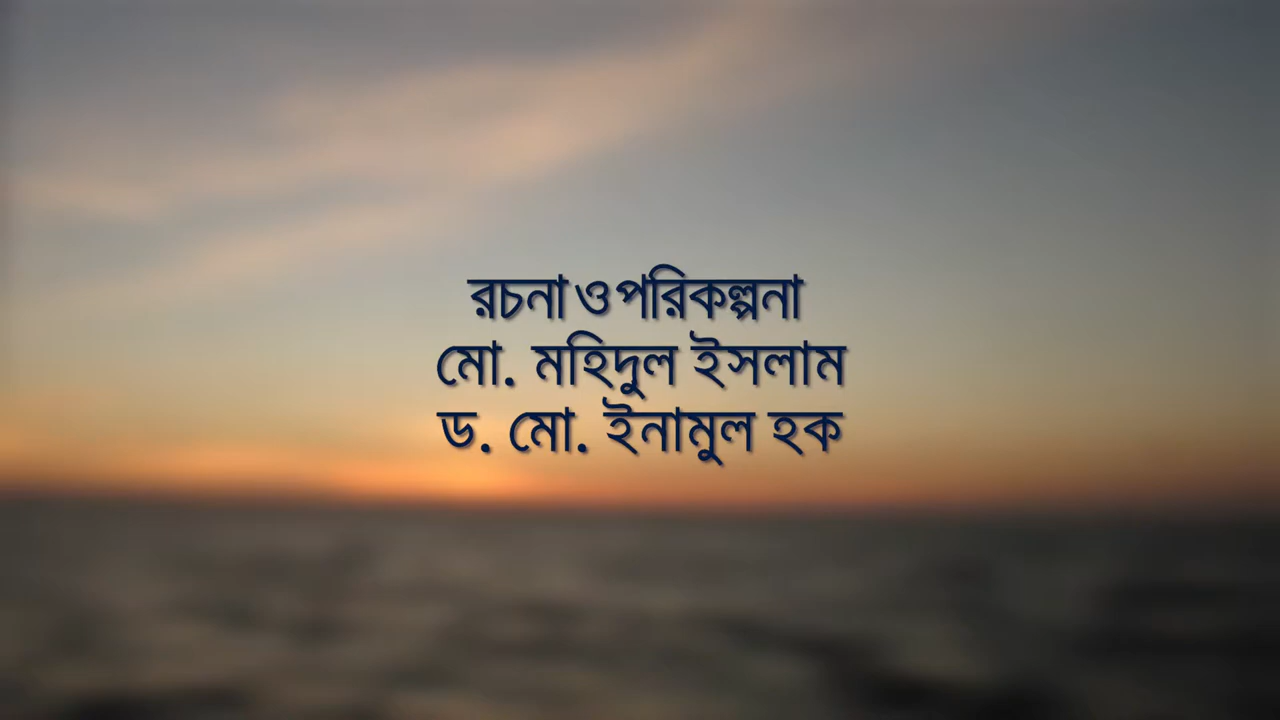 রচনা ও পরিকল্পনা
মো. মহিদুল ইসলাম
ড. মো. ইনামুল হক